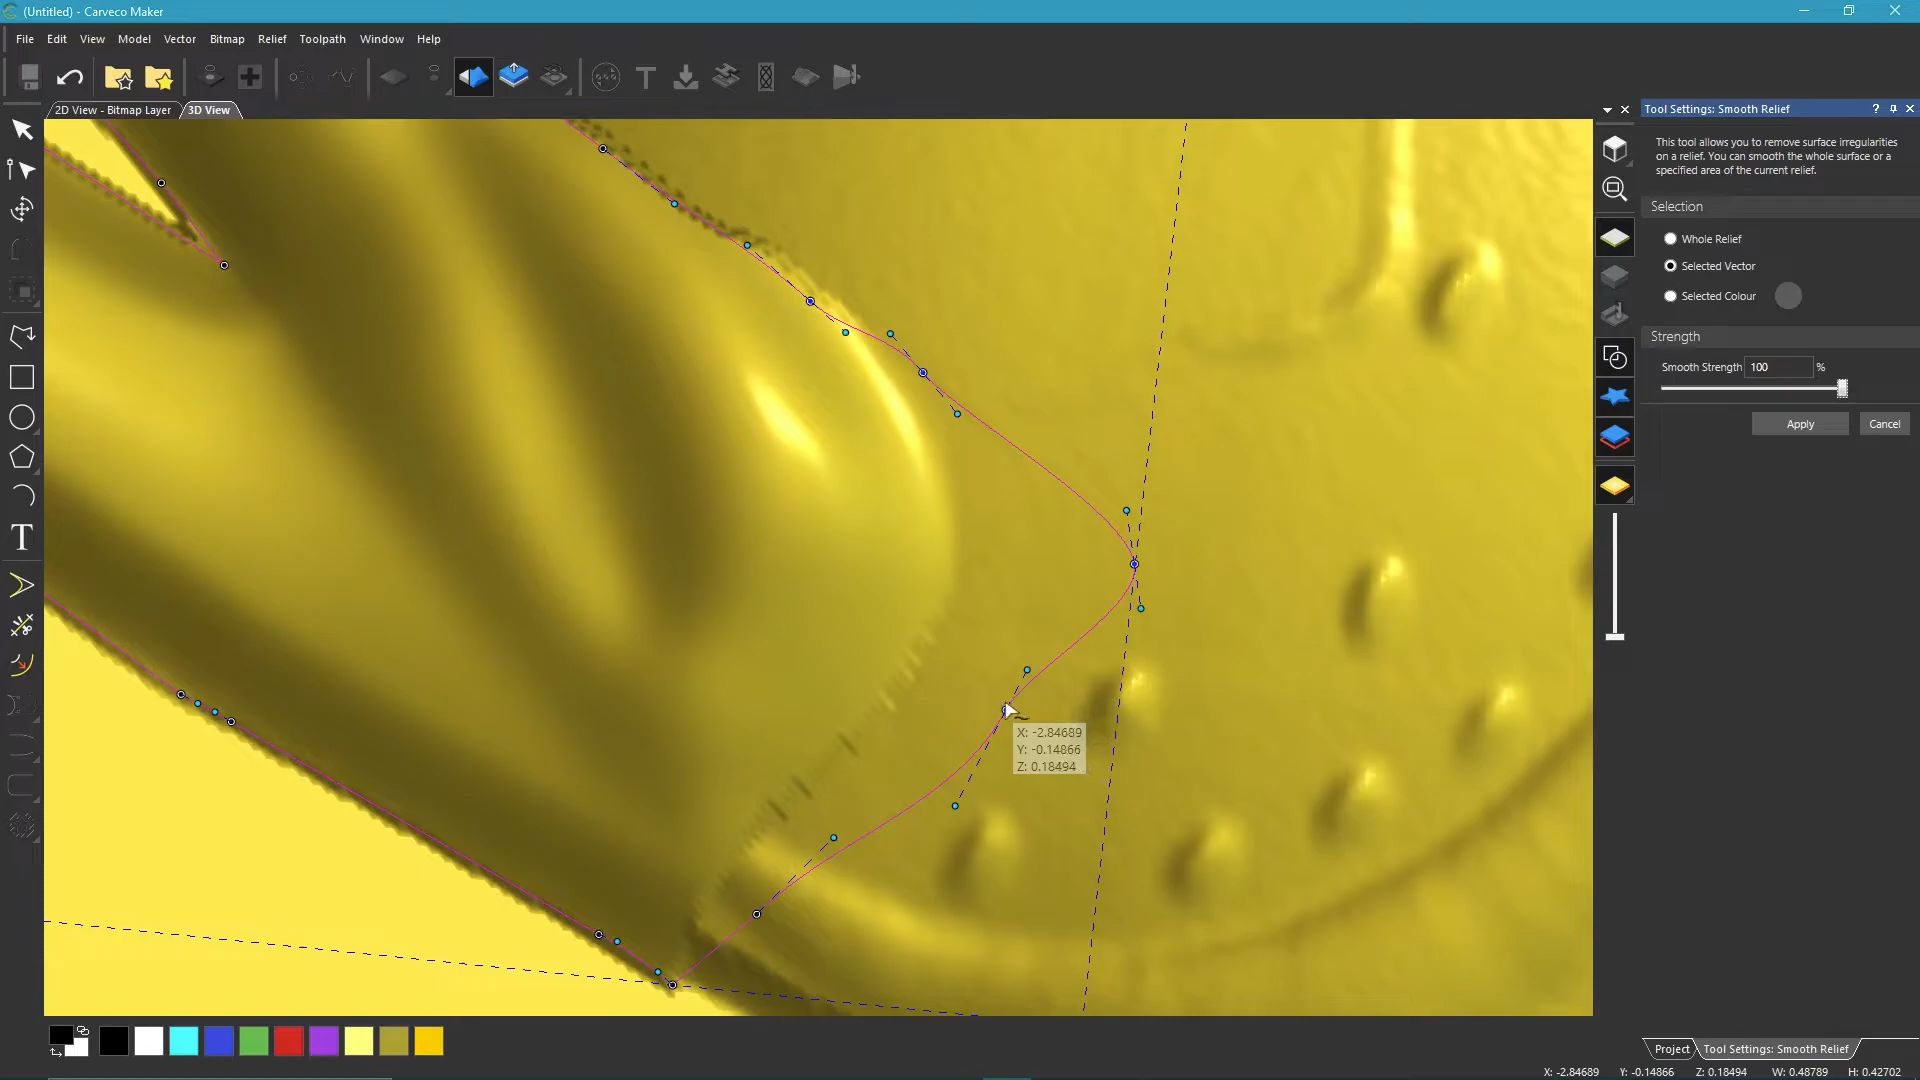 (Untitled) - Carveco Maker
File Edit View Model Vector Bitmap Relief Toolpath Window Help
2D View - Bitmap Layer 3D View
Tool Settings: Smooth Relief ?
This tool allows you to remove surface irregularities
on a relief. You can smooth the whole surface or a
specified area of the current relief.
Selection
Whole Relief
Selected Vector
Selected Colour
Strength
Smooth Strength 100 %
Apply Cancel
T
X: -2.84689
Y: -0.14866
Z: 0.18494
Project Tool Settings: Smooth Relief
X: -2.84689 Y: -0.14866 Z: 0.18494 W: 0.48789 H: 0.42702